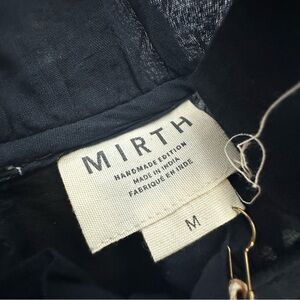 MIRTH
HANDMADE EDITION
MADE IN INDIA
FABRIQUÉ EN INDE
M